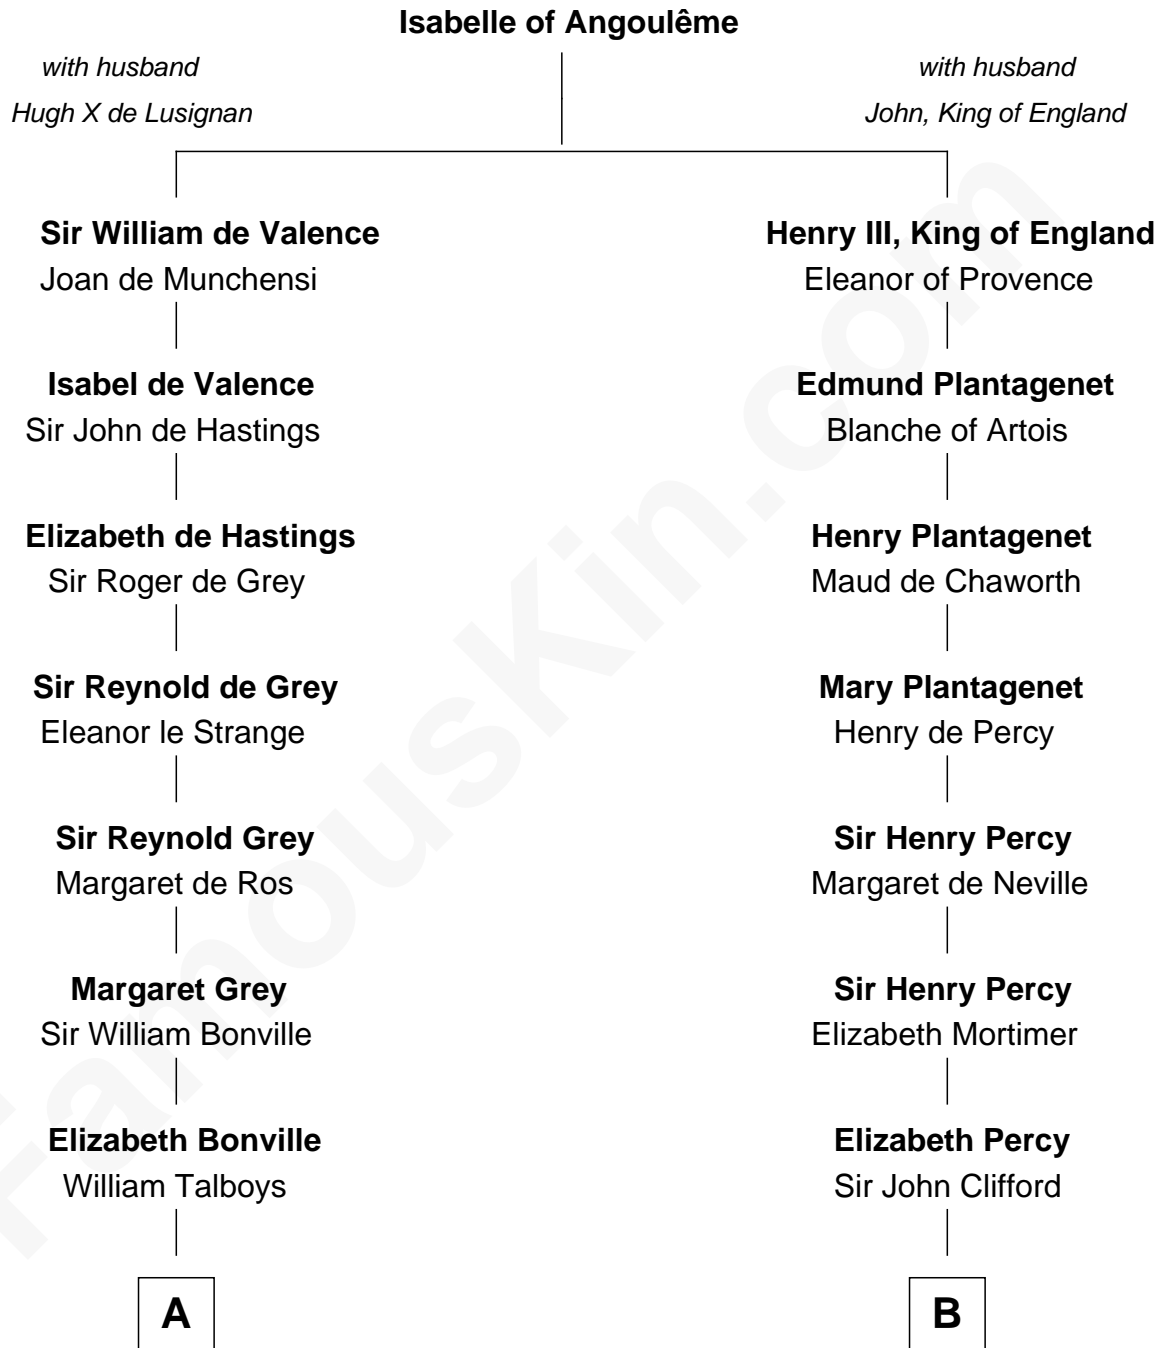 Isabelle of Angoulême
with husband
Hugh X de Lusignan
with husband
John, King of England
Sir William de Valence
Joan de Munchensi
Henry III, King of England
Eleanor of Provence
Isabel de Valence
Sir John de Hastings
Edmund Plantagenet
Blanche of Artois
Elizabeth de Hastings
Sir Roger de Grey
Henry Plantagenet
Maud de Chaworth
Sir Reynold de Grey
Eleanor le Strange
Mary Plantagenet
Henry de Percy
Sir Reynold Grey
Margaret de Ros
Sir Henry Percy
Margaret de Neville
Margaret Grey
Sir William Bonville
Sir Henry Percy
Elizabeth Mortimer
Elizabeth Bonville
William Talboys
Elizabeth Percy
Sir John Clifford
A
B
FamousKin.com